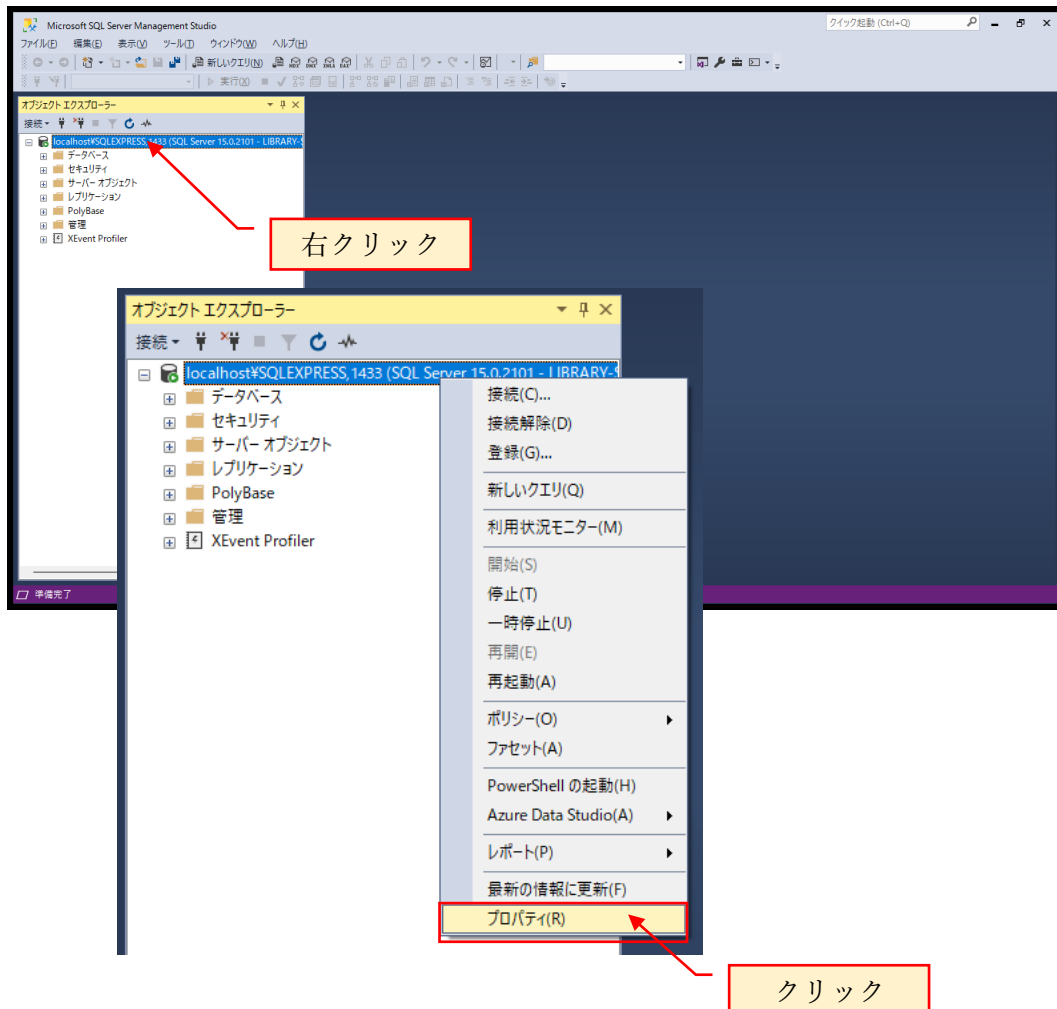 Microsoft SQL Server Management Studio
クイック起動 (Ctrl+Q)
ファイル(F) 編集(E) 表示(V) ツール(T) ウィンドウ(W) ヘルプ(H)
新しいクエリ(N)
実行(X)
オブジェクト エクスプローラー
接続
localhost¥SQLEXPRESS,1433 (SQL Server 15.0.2101 - LIBRARY-S
データベース
セキュリティ
サーバー オブジェクト
レプリケーション
PolyBase
管理
XEvent Profiler
右クリック
準備完了
オブジェクト エクスプローラー
接続
localhost¥SQLEXPRESS,1433 (SQL Server 15.0.2101 - LIBRARY-S
データベース
セキュリティ
サーバー オブジェクト
レプリケーション
PolyBase
管理
XEvent Profiler
接続(C)...
接続解除(D)
登録(G)...
新しいクエリ(Q)
利用状況モニター(M)
開始(S)
停止(T)
一時停止(U)
再開(E)
再起動(A)
ポリシー(O)
ファセット(A)
PowerShell の起動(H)
Azure Data Studio(A)
レポート(P)
最新の情報に更新(F)
プロパティ(R)
クリック